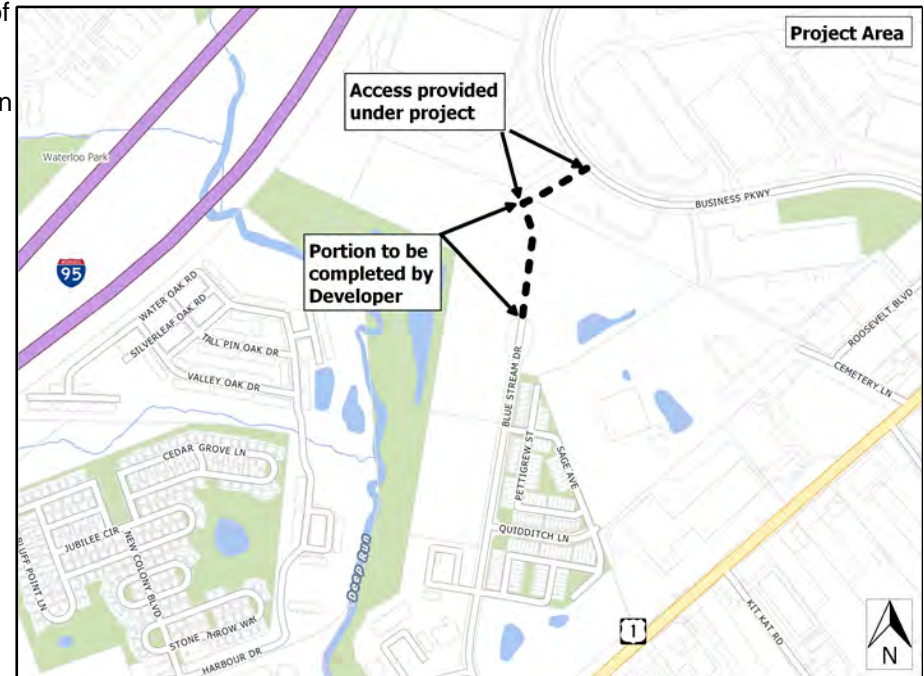 of
n
Project Area
Access provided
under project
Waterloo Park
BUSINESS PKWY
Portion to be
completed by
Developer
95
WATER OAK RD
SILVERLEAF OAK RD
TALL PIN OAK DR
VALLEY OAK DR
ROOSEVELT BLVD
CEMETERY LN
BLUE STREAM DR
PETTIGREW ST
SAGE AVE
CEDAR GROVE LN
QUIDDITCH LN
JUBILEE CIR
BLUFF POINT LN
NEW COLONY BLVD
Deep Run
STONE THROW WAY
HARBOUR DR
1
KIT KAT RD
N